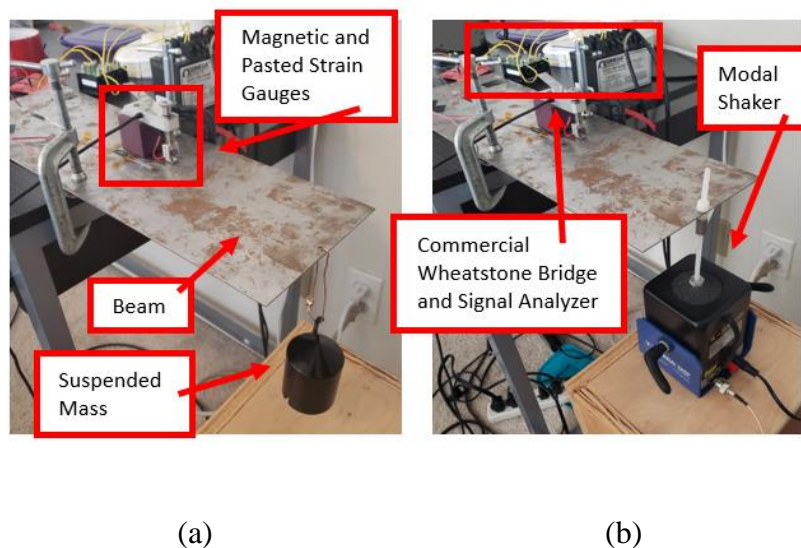 Magnetic and
Pasted Strain
Gauges
Beam
Suspended
Mass
Modal
Shaker
Commercial
Wheatstone Bridge
and Signal Analyzer
(a)
(b)